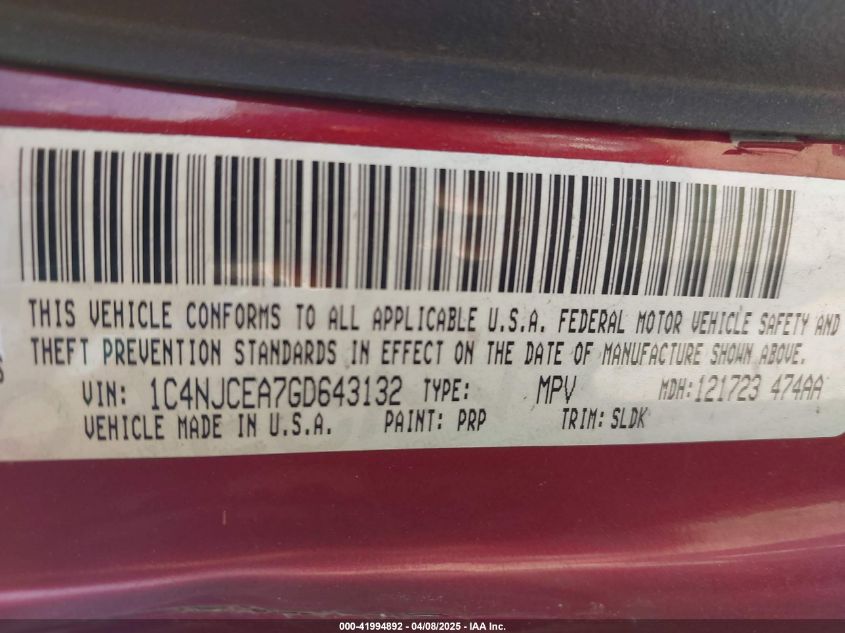 THIS VEHICLE CONFORMS TO ALL APPLICABLE U.S.A. FEDERAL MOTOR VEHICLE SAFETY AND
THEFT PREVENTION STANDARDS IN EFFECT ON THE DATE OF MANUFACTURE SHOWN ABOVE.
VIN: 1C4NJCEA7GD643132 TYPE: MPV MDH: 121723 474AA
VEHICLE MADE IN U.S.A. PAINT: PRP TRIM: SLDK
000-41994892 - 04/08/2025 - IAA Inc.